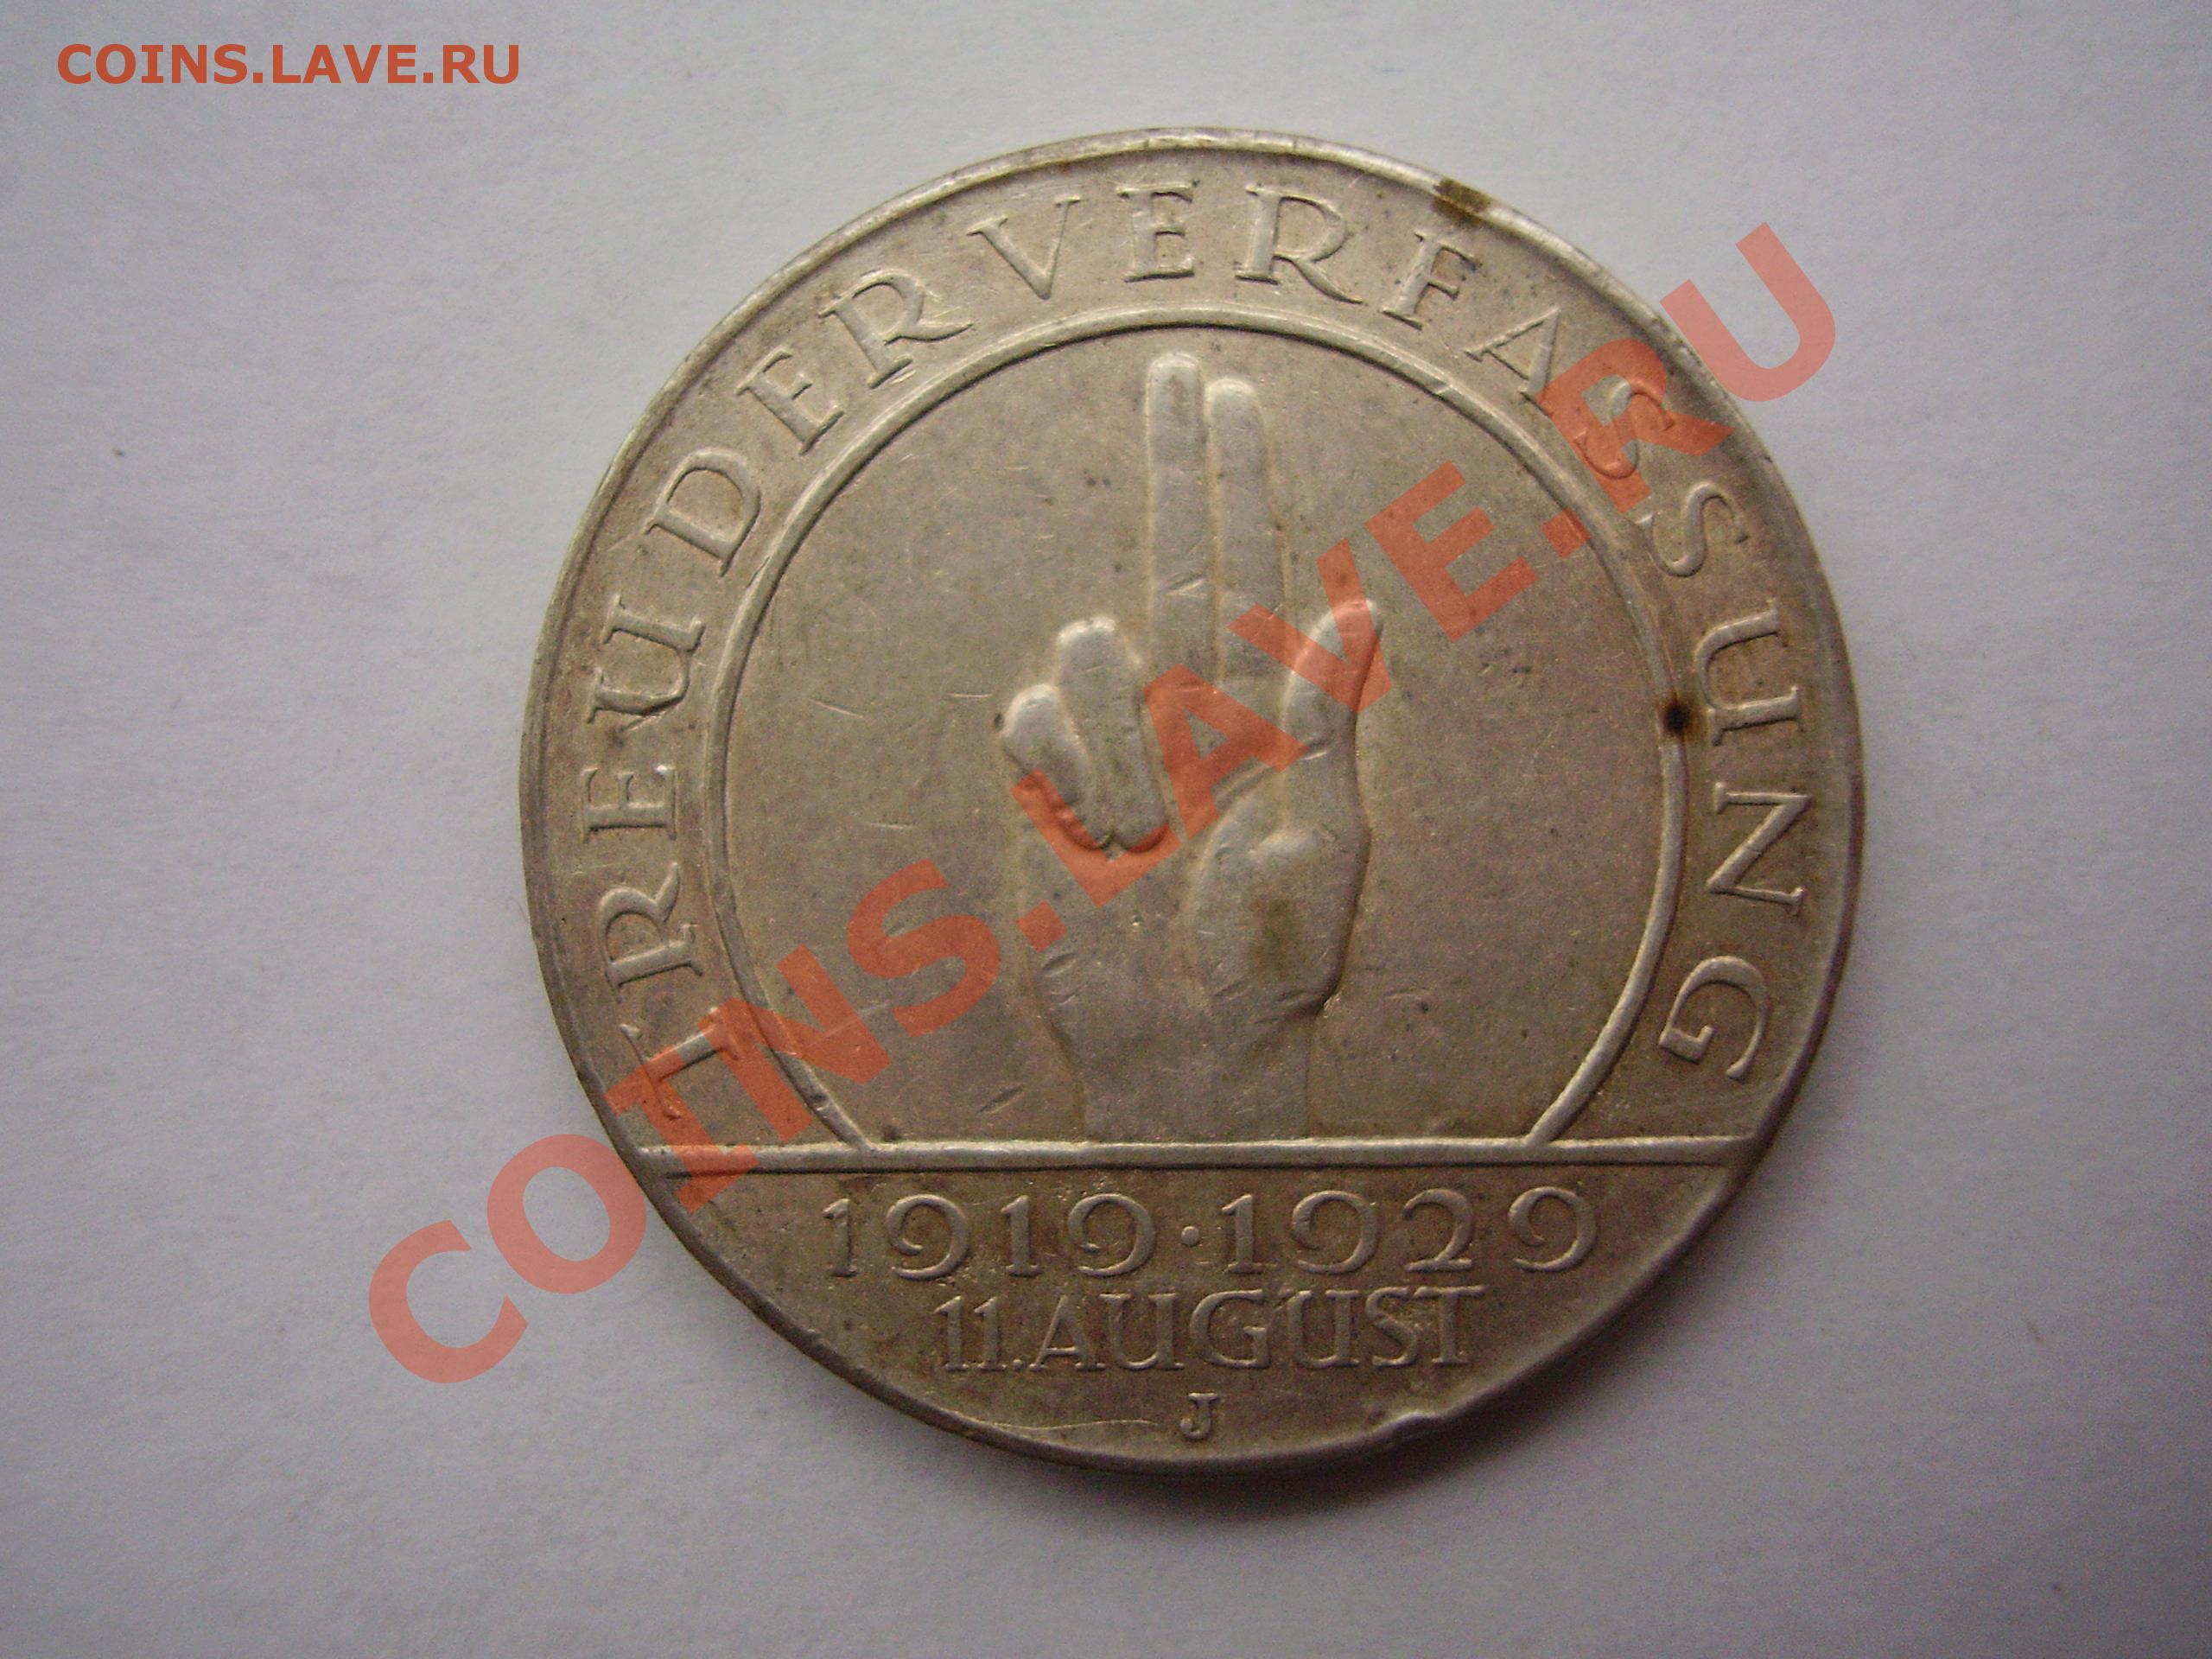 COINS.LAVE.RU
TREU DER VERFASSUNG
1919·1929
11.AUGUST
J
COINS.LAVE.RU